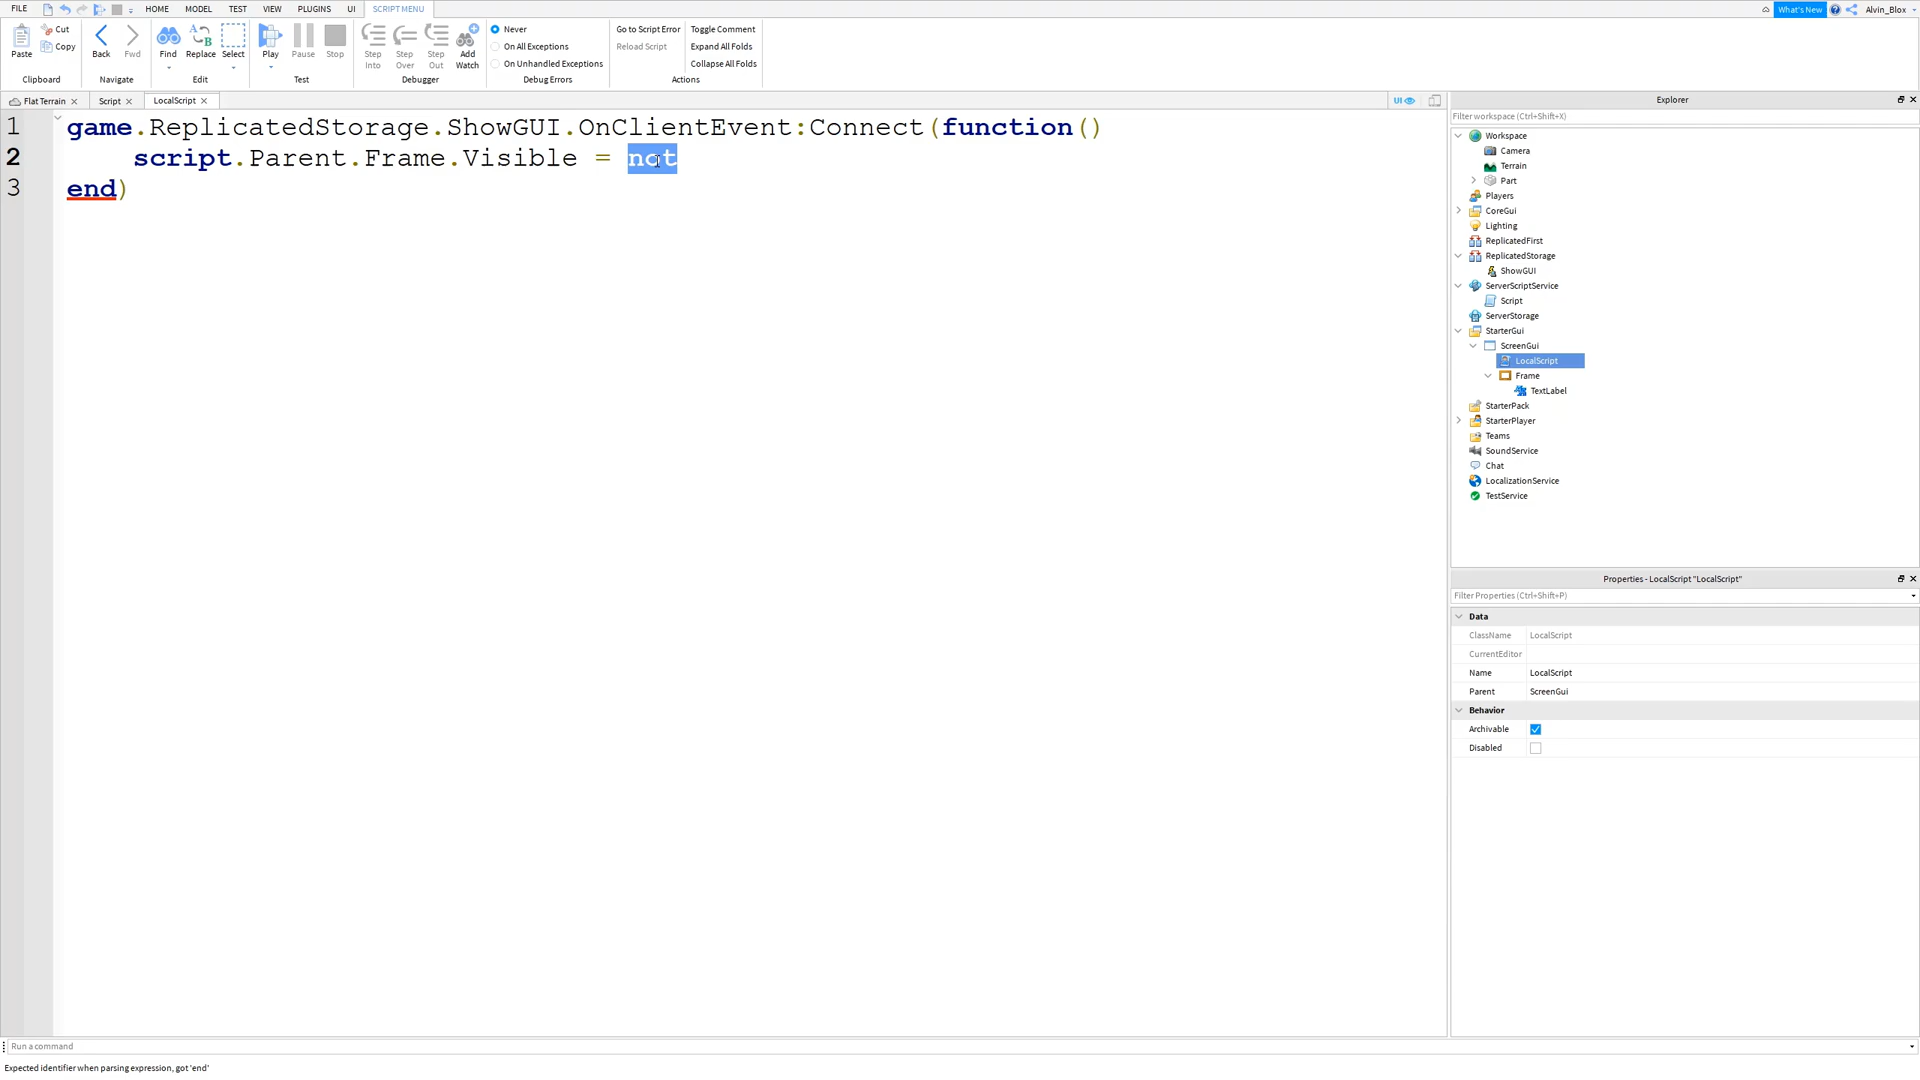 FILE HOME MODEL TEST VIEW PLUGINS UI SCRIPT MENU What's New Alvin_Blox
Paste
Cut
Copy
Clipboard
Back Fwd
Navigate
Find Replace Select
Edit
Play Pause Stop
Test
Step Into
Step Over
Step Out
Add Watch
Debugger
Never
On All Exceptions
On Unhandled Exceptions
Debug Errors
Go to Script Error
Reload Script
Toggle Comment
Expand All Folds
Collapse All Folds
Actions
Flat Terrain Script LocalScript UI
1 game.ReplicatedStorage.ShowGUI.OnClientEvent:Connect(function()
2 script.Parent.Frame.Visible = not
3 end)
Explorer
Filter workspace (Ctrl+Shift+X)
Workspace
Camera
Terrain
Part
Players
CoreGui
Lighting
ReplicatedFirst
ReplicatedStorage
ShowGUI
ServerScriptService
Script
ServerStorage
StarterGui
ScreenGui
LocalScript
Frame
TextLabel
StarterPack
StarterPlayer
Teams
SoundService
Chat
LocalizationService
TestService
Properties - LocalScript "LocalScript"
Filter Properties (Ctrl+Shift+P)
Data
ClassName LocalScript
CurrentEditor
Name LocalScript
Parent ScreenGui
Behavior
Archivable
Disabled
Run a command
Expected identifier when parsing expression, got 'end'